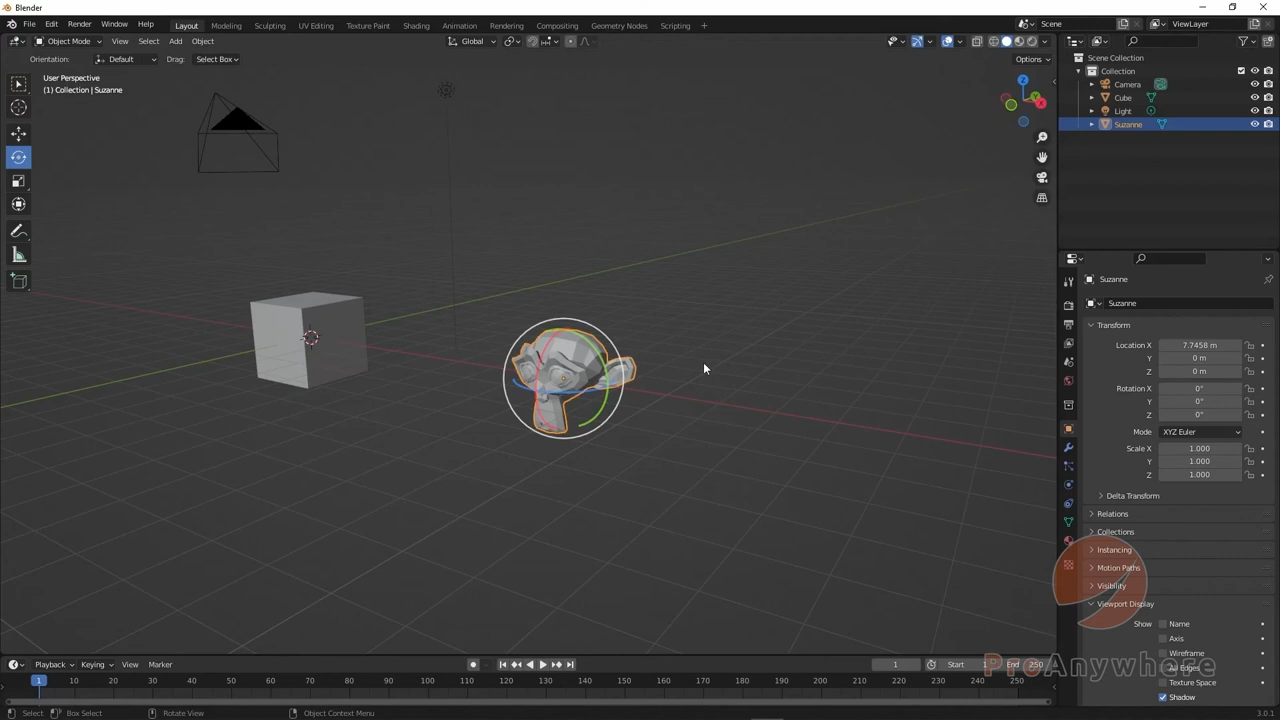 Blender
File Edit Render Window Help Layout Modeling Sculpting UV Editing Texture Paint Shading Animation Rendering Compositing Geometry Nodes Scripting + Scene ViewLayer
Object Mode View Select Add Object Global
Orientation: Default Drag: Select Box Options
User Perspective
(1) Collection | Suzanne
Z
Y
X
Scene Collection
Collection
Camera
Cube
Light
Suzanne
Suzanne
Suzanne
Transform
Location X 7.7458 m
Y 0 m
Z 0 m
Rotation X 0°
Y 0°
Z 0°
Mode XYZ Euler
Scale X 1.000
Y 1.000
Z 1.000
Delta Transform
Relations
Collections
Instancing
Motion Paths
Visibility
Viewport Display
Show Name
Axis
Wireframe
All Edges
Texture Space
Shadow
ProAnywhere
Playback Keying View Marker 1 Start 1 End 250
1 10 20 30 40 50 60 70 80 90 100 110 120 130 140 150 160 170 180 190 200 210 220 230 240 250
Select Box Select Rotate View Object Context Menu 3.0.1